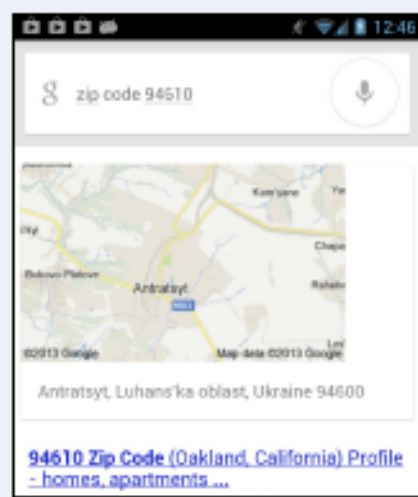 12:46
g zip code 94610
Kam'yane
Bokovo-Platove
Antratsyt
©2013 Google
Map data ©2013 Google
Antratsyt, Luhans'ka oblast, Ukraine 94600
94610 Zip Code (Oakland, California) Profile
- homes, apartments ...